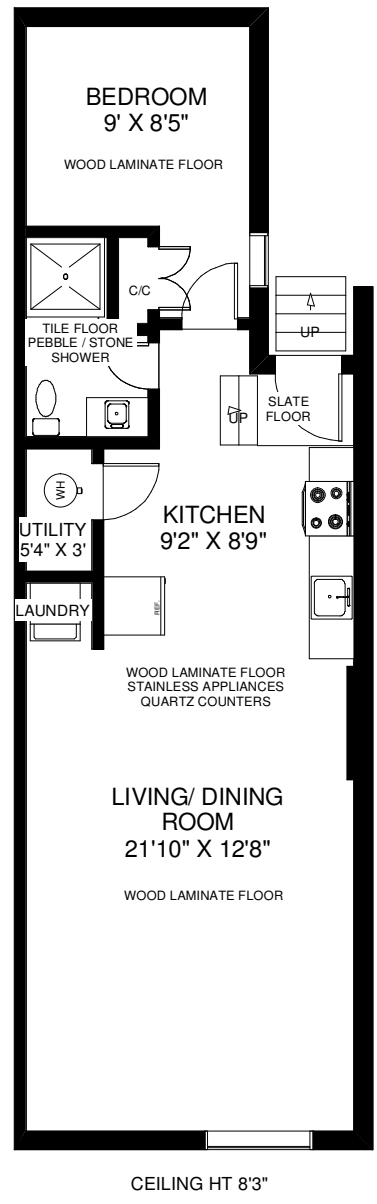 BEDROOM
9' X 8'5"
WOOD LAMINATE FLOOR
C/C
UP
TILE FLOOR
PEBBLE / STONE
SHOWER
SLATE
FLOOR
UP
WH
KITCHEN
9'2" X 8'9"
UTILITY
5'4" X 3'
LAUNDRY
REF.
WOOD LAMINATE FLOOR
STAINLESS APPLIANCES
QUARTZ COUNTERS
LIVING/ DINING
ROOM
21'10" X 12'8"
WOOD LAMINATE FLOOR
CEILING HT 8'3"